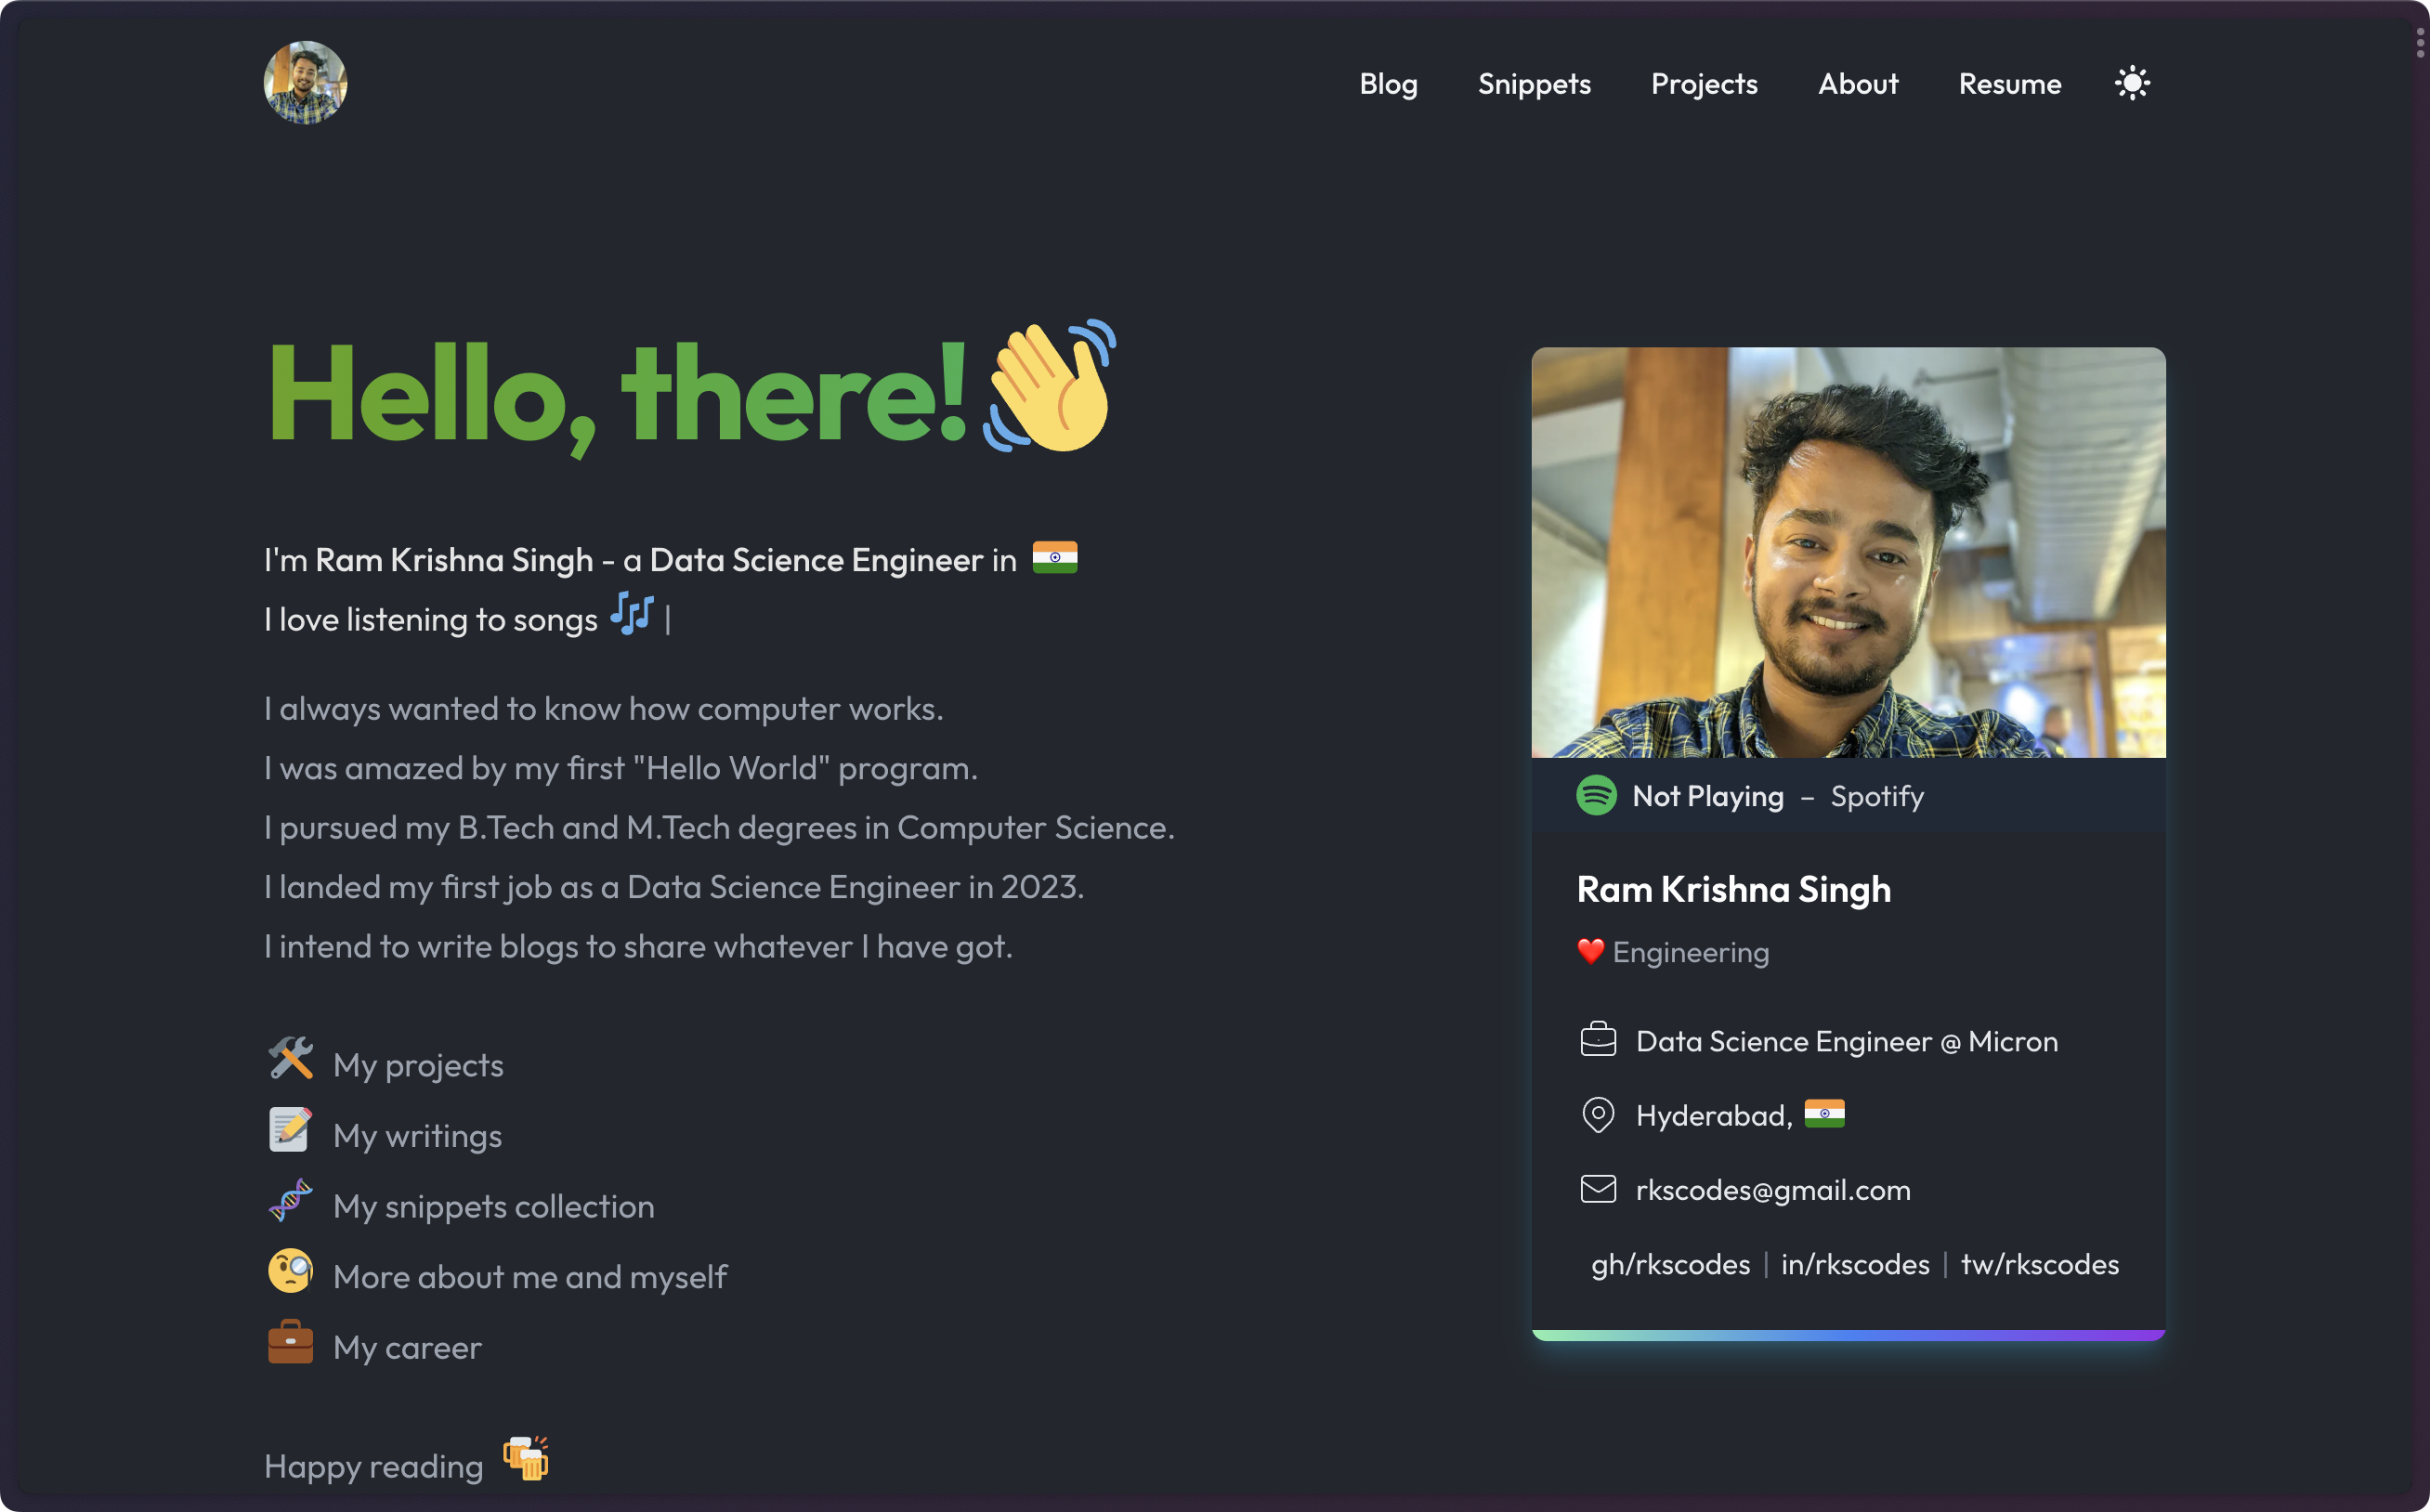 Blog Snippets Projects About Resume
Hello, there!
I'm Ram Krishna Singh - a Data Science Engineer in
I love listening to songs |
I always wanted to know how computer works.
I was amazed by my first "Hello World" program.
I pursued my B.Tech and M.Tech degrees in Computer Science.
I landed my first job as a Data Science Engineer in 2023.
I intend to write blogs to share whatever I have got.
My projects
My writings
My snippets collection
More about me and myself
My career
Happy reading
Not Playing – Spotify
Ram Krishna Singh
❤️ Engineering
Data Science Engineer @ Micron
Hyderabad,
rkscodes@gmail.com
gh/rkscodes | in/rkscodes | tw/rkscodes